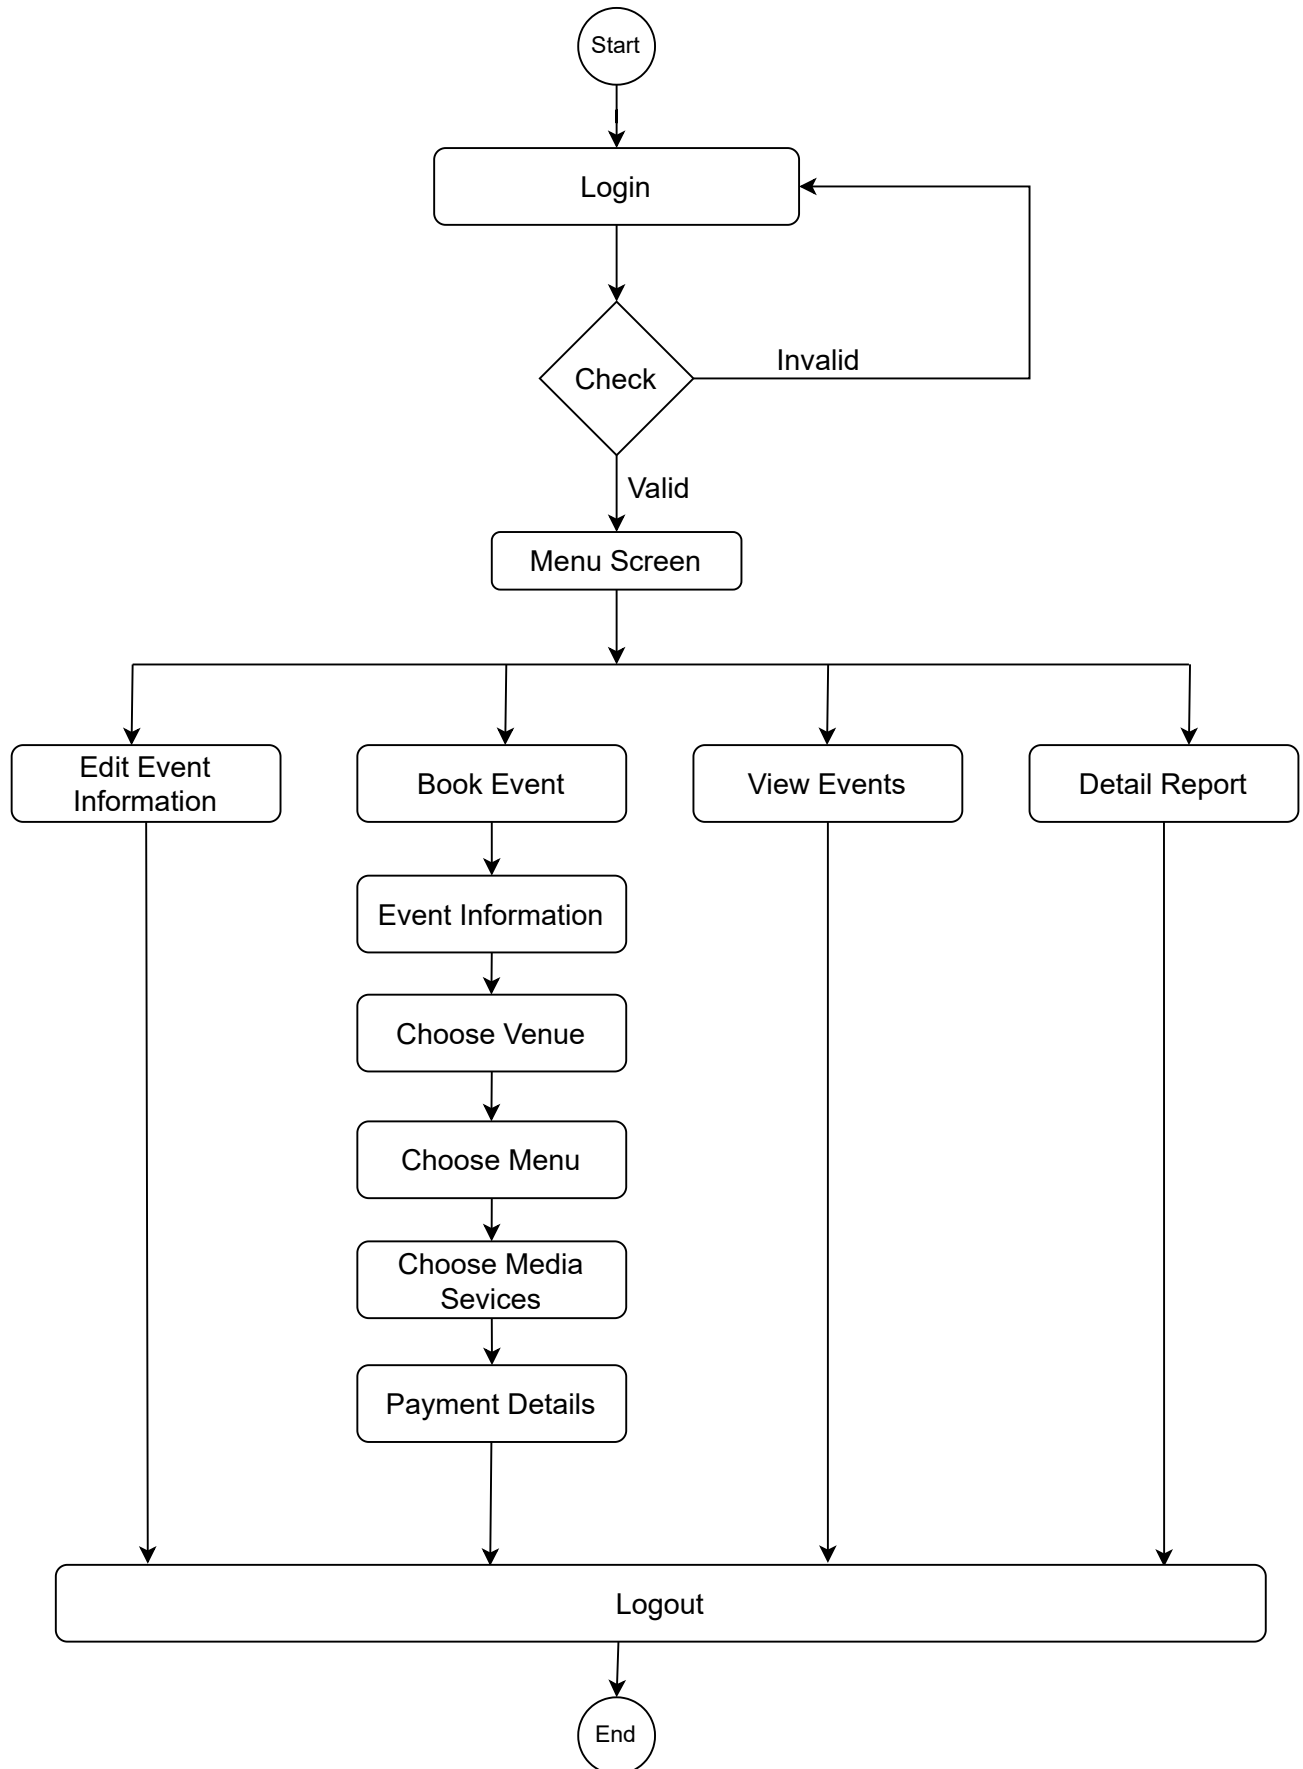 Start
Login
Invalid
Check
Valid
Menu Screen
Edit Event
Information
Book Event
View Events
Detail Report
Event Information
Choose Venue
Choose Menu
Choose Media
Sevices
Payment Details
Logout
End